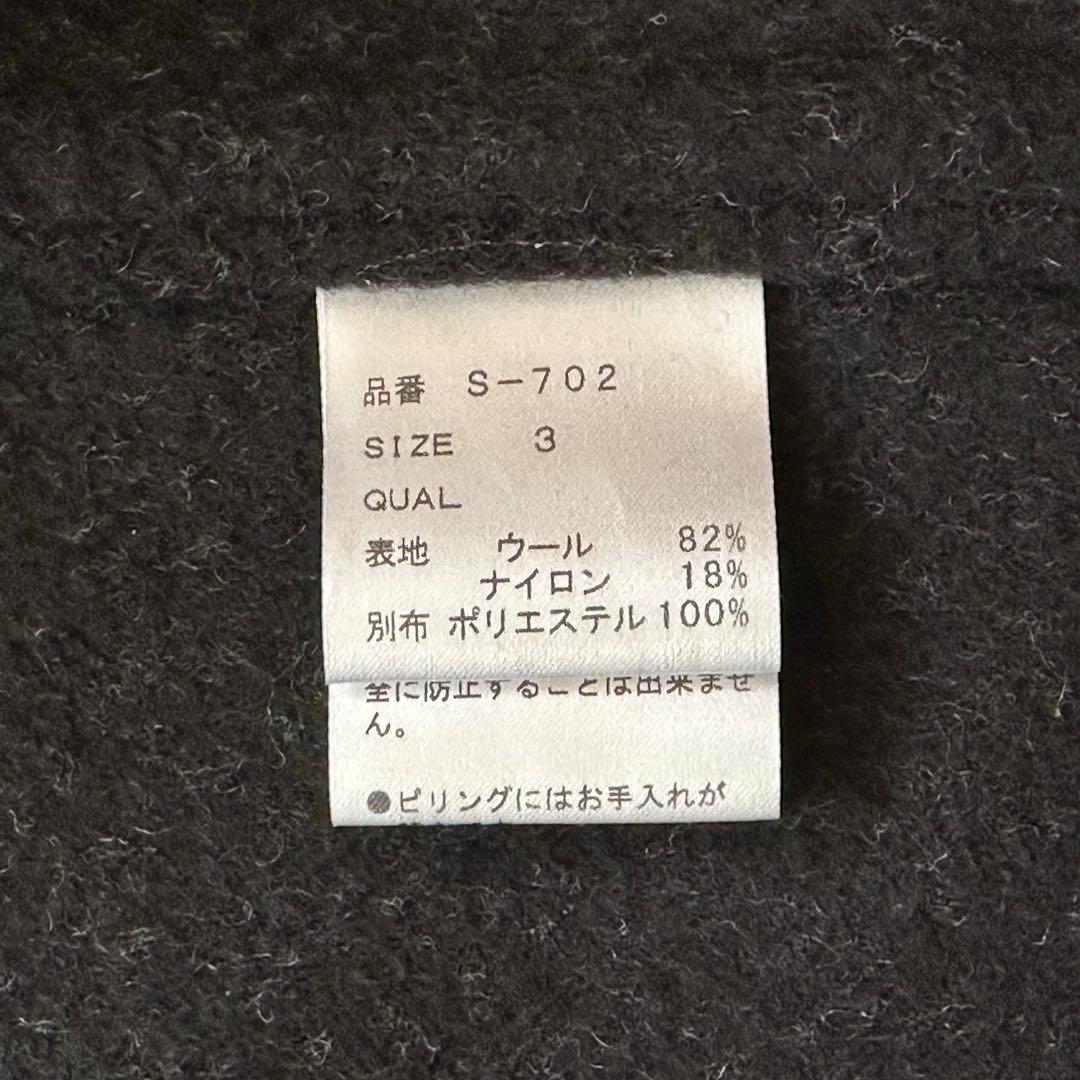 品番 S-702
SIZE 3
QUAL
表地 ウール 82%
ナイロン 18%
別布 ポリエステル 100%
全に防止することは出来ませ
ん。
●ピリングにはお手入れが